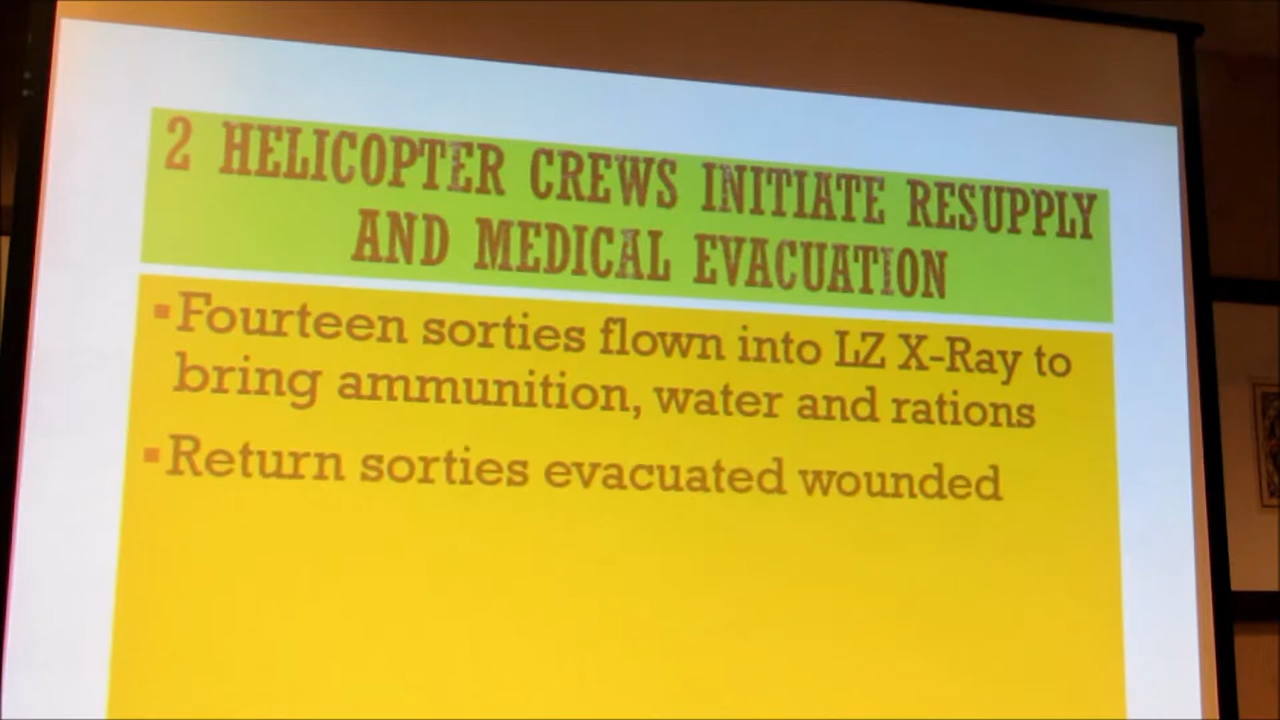 2 HELICOPTER CREWS INITIATE RESUPPLY
AND MEDICAL EVACUATION
▪Fourteen sorties flown into LZ X-Ray to
bring ammunition, water and rations
▪Return sorties evacuated wounded